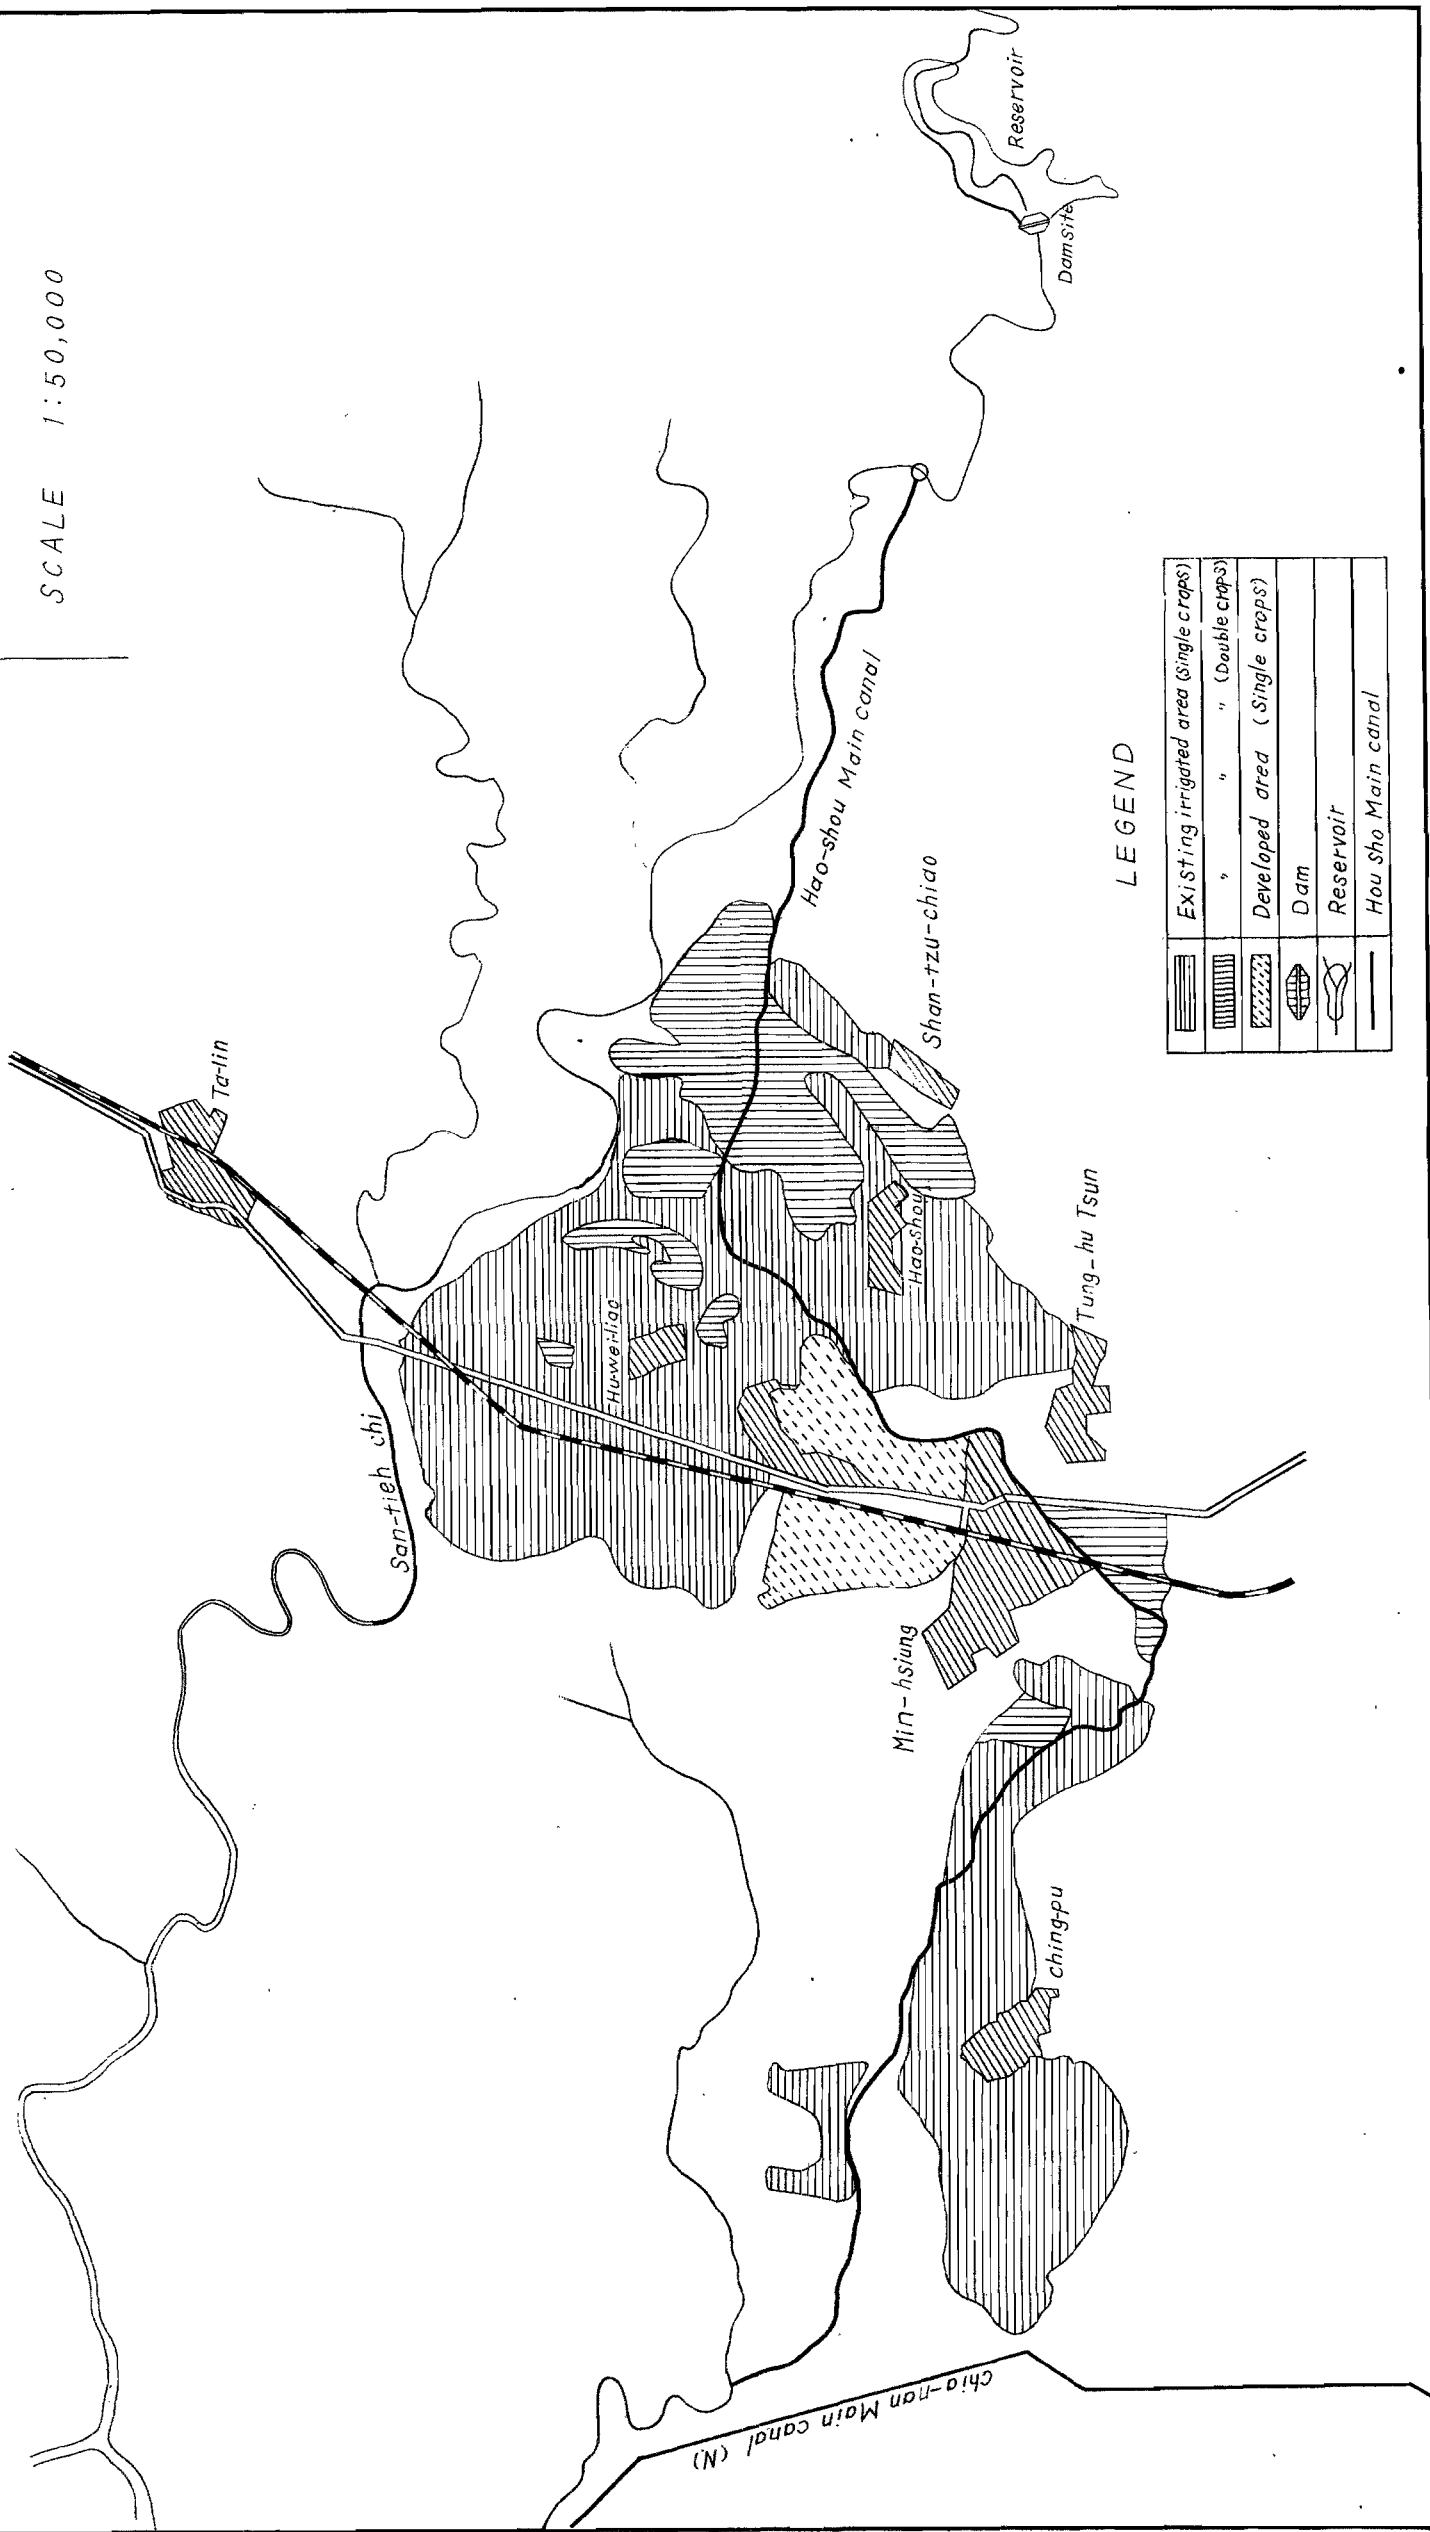 SCALE 1:50,000
Reservoir
Damsite
Hao-shou Main canal
Shan-tzu-chiao
Ta-lin
Tung-hu Tsun
Hao-Shou
Hu-wei-liao
San-tieh chi
Min-hsiung
ching-pu
Chia-nan Main canal (N)
LEGEND
Existing irrigated area (Single crops)
" " " (Double crops)
Developed area (Single crops)
Dam
Reservoir
Hou sho Main canal